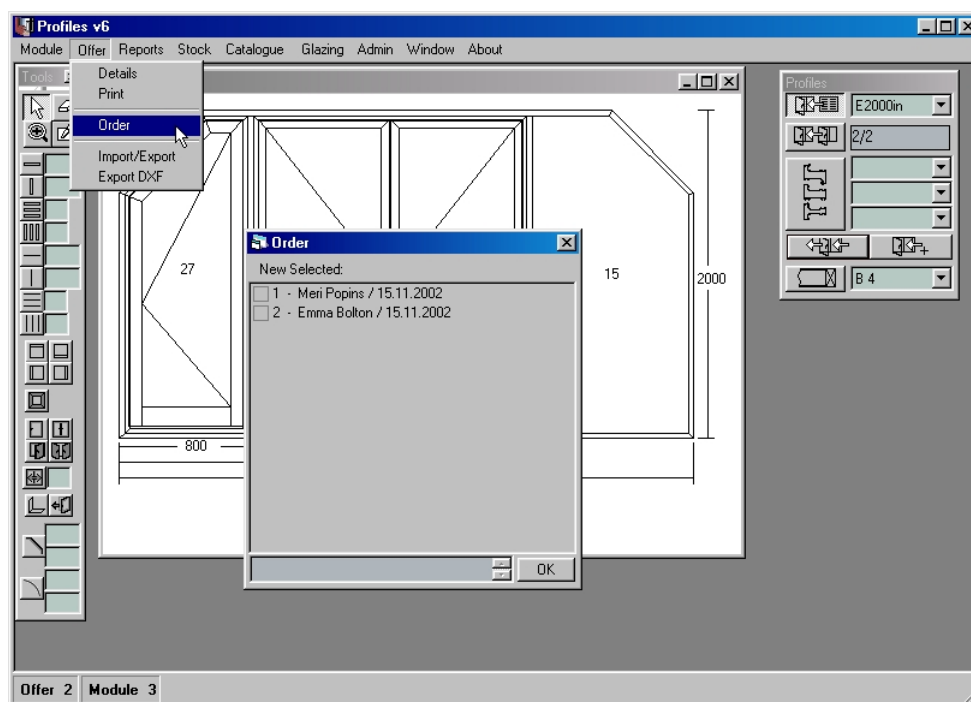 Profiles v6
Module Offer Reports Stock Catalogue Glazing Admin Window About
Tools
Details
Print
Order
Import/Export
Export DXF
Profiles
E2000in
2/2
B 4
27
15
2000
800
Order
New Selected:
1 - Meri Popins / 15.11.2002
2 - Emma Bolton / 15.11.2002
OK
Offer 2 Module 3